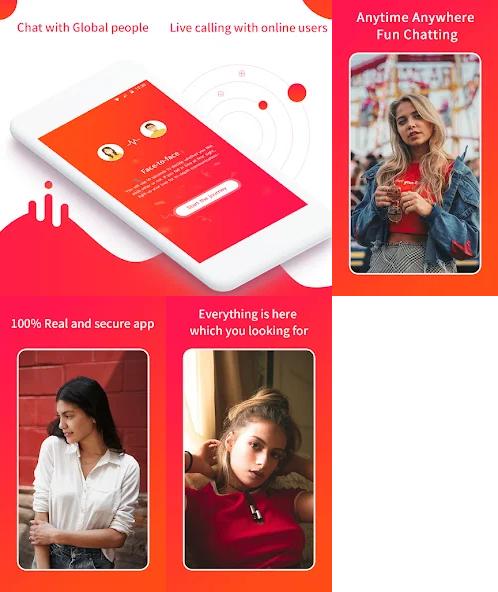 Chat with Global people
Live calling with online users
Face-to-face
Start the journey
Anytime Anywhere
Fun Chatting
100% Real and secure app
Everything is here
which you looking for